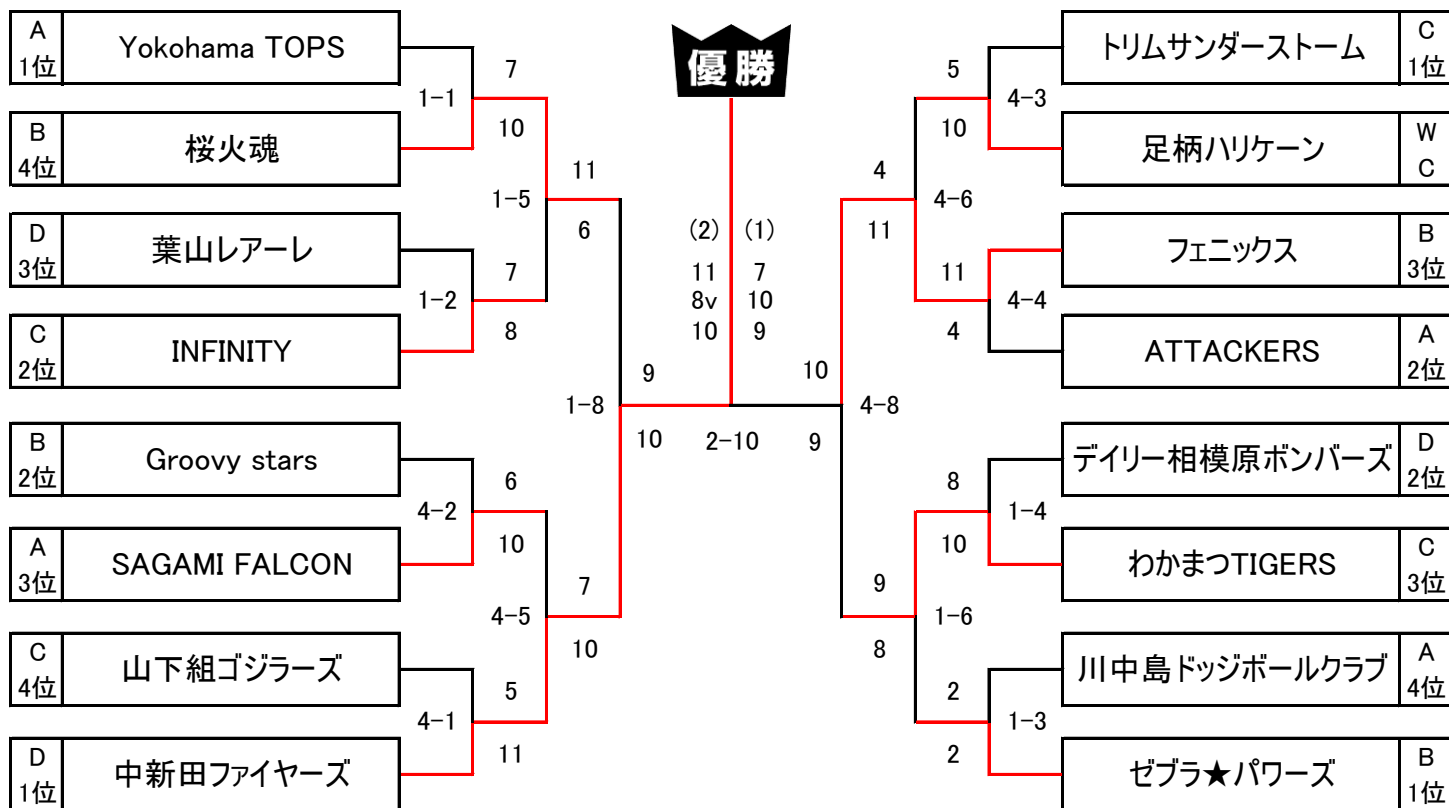 A
1位
Yokohama TOPS
B
4位
桜火魂
D
3位
葉山レアーレ
C
2位
INFINITY
B
2位
Groovy stars
A
3位
SAGAMI FALCON
C
4位
山下組ゴジラーズ
D
1位
中新田ファイヤーズ
7
1-1
10
11
1-5
6
7
1-2
8
9
1-8
10
6
4-2
10
7
4-5
10
5
4-1
11
優勝
(2) (1)
11 7
8v 10
10 9
2-10
5
4-3
10
4
4-6
11
11
4-4
4
10
4-8
9
8
1-4
10
9
1-6
8
2
1-3
2
トリムサンダーストーム
C
1位
足柄ハリケーン
W
C
フェニックス
B
3位
ATTACKERS
A
2位
デイリー相模原ボンバーズ
D
2位
わかまつTIGERS
C
3位
川中島ドッジボールクラブ
A
4位
ゼブラ★パワーズ
B
1位